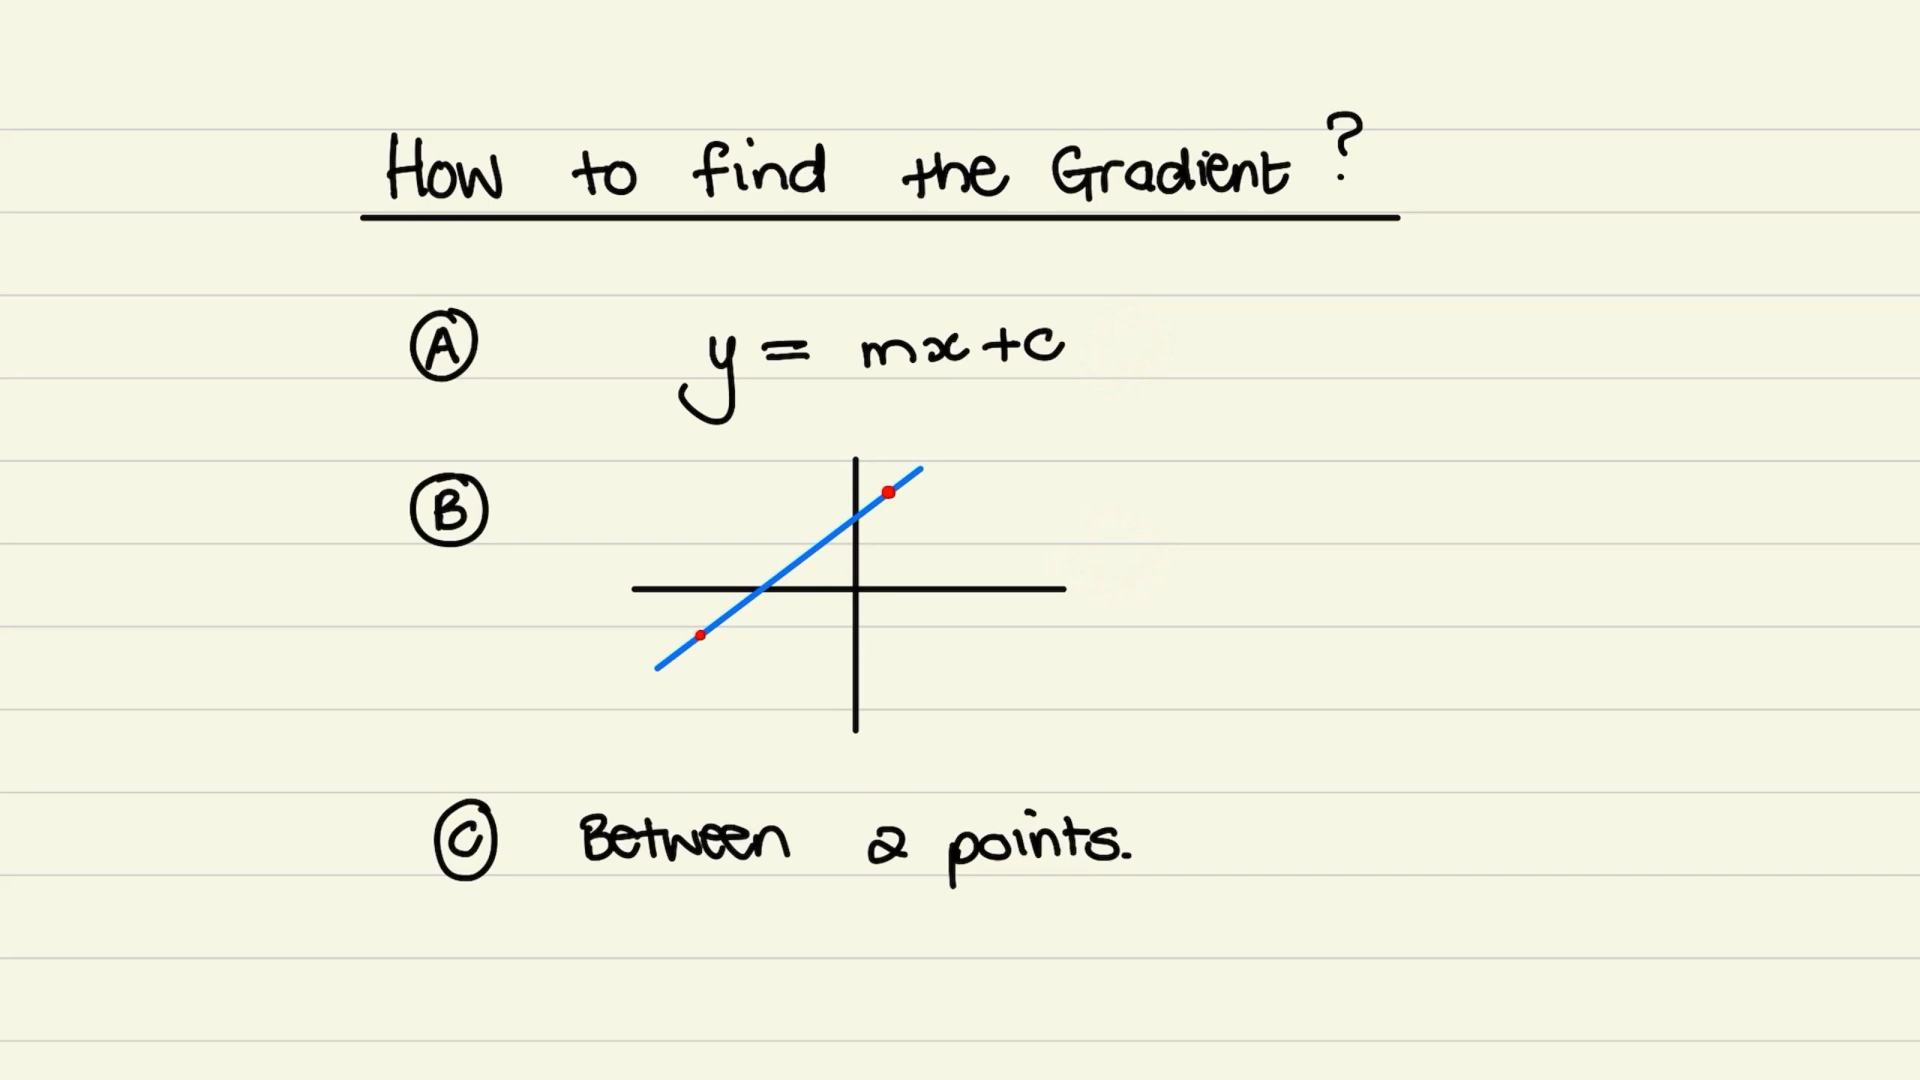 How to find the Gradient?
A y = mx + c
B
C Between 2 points.